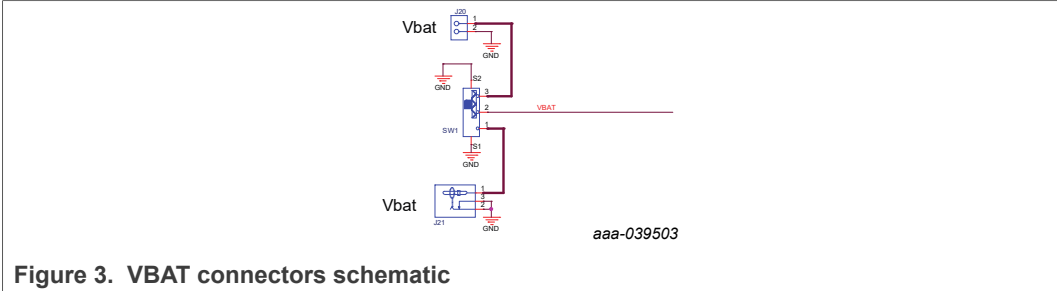 J20
Vbat
1
2
GND
GND
S2
3
2
VBAT
1
SW1
S1
GND
Vbat
1
3
2
J21
GND
aaa-039503
Figure 3. VBAT connectors schematic